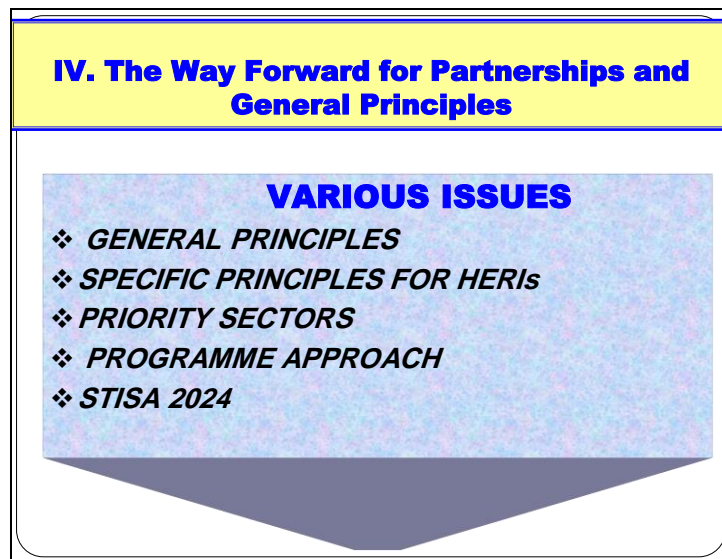 IV. The Way Forward for Partnerships and
General Principles
VARIOUS ISSUES
❖ GENERAL PRINCIPLES
❖ SPECIFIC PRINCIPLES FOR HERIs
❖ PRIORITY SECTORS
❖ PROGRAMME APPROACH
❖ STISA 2024